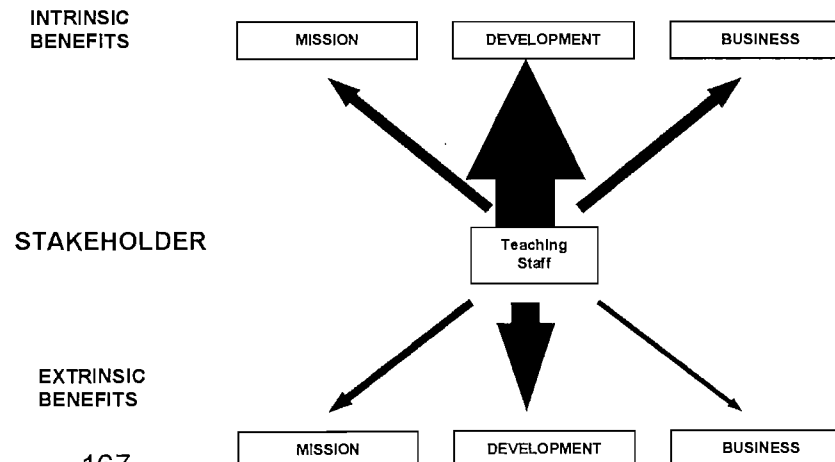 INTRINSIC
BENEFITS
MISSION
DEVELOPMENT
BUSINESS
STAKEHOLDER
Teaching
Staff
EXTRINSIC
BENEFITS
MISSION
DEVELOPMENT
BUSINESS